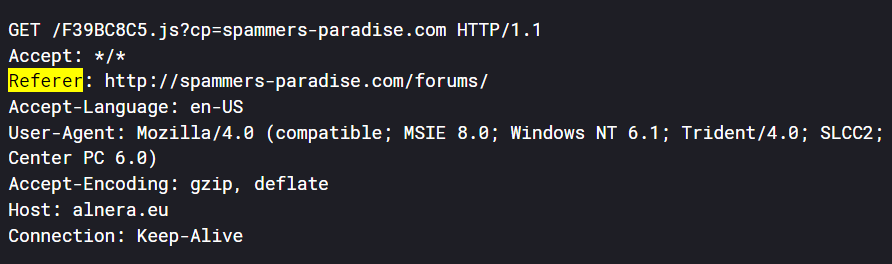 GET /F39BC8C5.js?cp=spammers-paradise.com HTTP/1.1
Accept: */*
Referer: http://spammers-paradise.com/forums/
Accept-Language: en-US
User-Agent: Mozilla/4.0 (compatible; MSIE 8.0; Windows NT 6.1; Trident/4.0; SLCC2;
Center PC 6.0)
Accept-Encoding: gzip, deflate
Host: alnera.eu
Connection: Keep-Alive